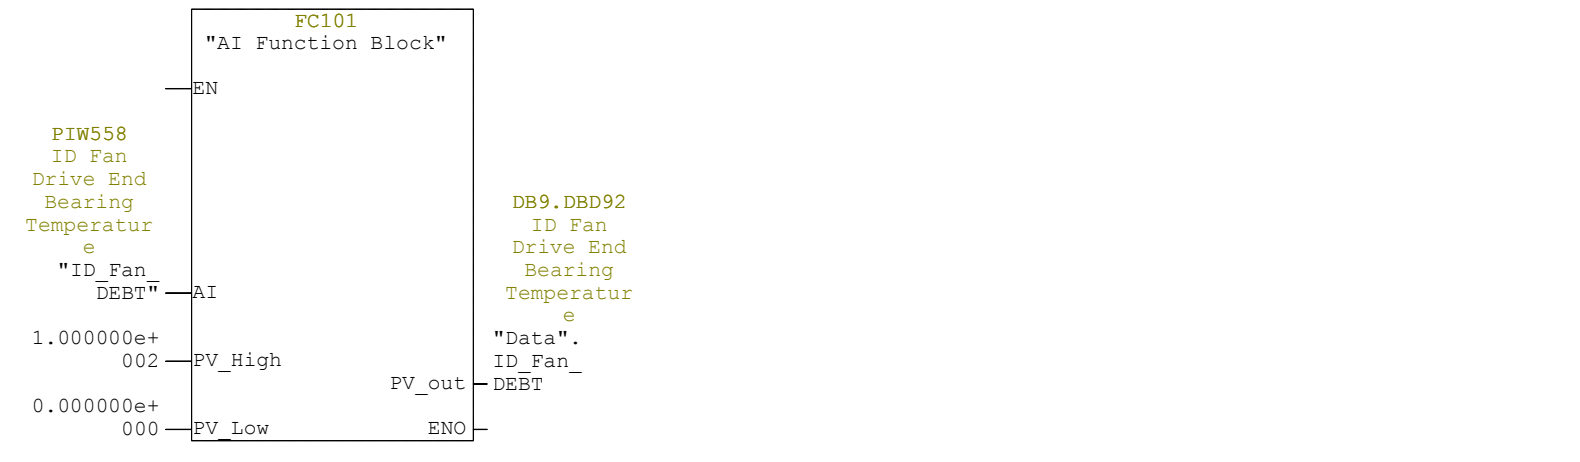 FC101
"AI Function Block"
EN
PIW558
ID Fan
Drive End
Bearing
Temperatur
e
"ID_Fan_
DEBT"
AI
1.000000e+
002
PV_High
0.000000e+
000
PV_Low
DB9.DBD92
ID Fan
Drive End
Bearing
Temperatur
e
"Data".
ID_Fan_
DEBT
PV_out
ENO